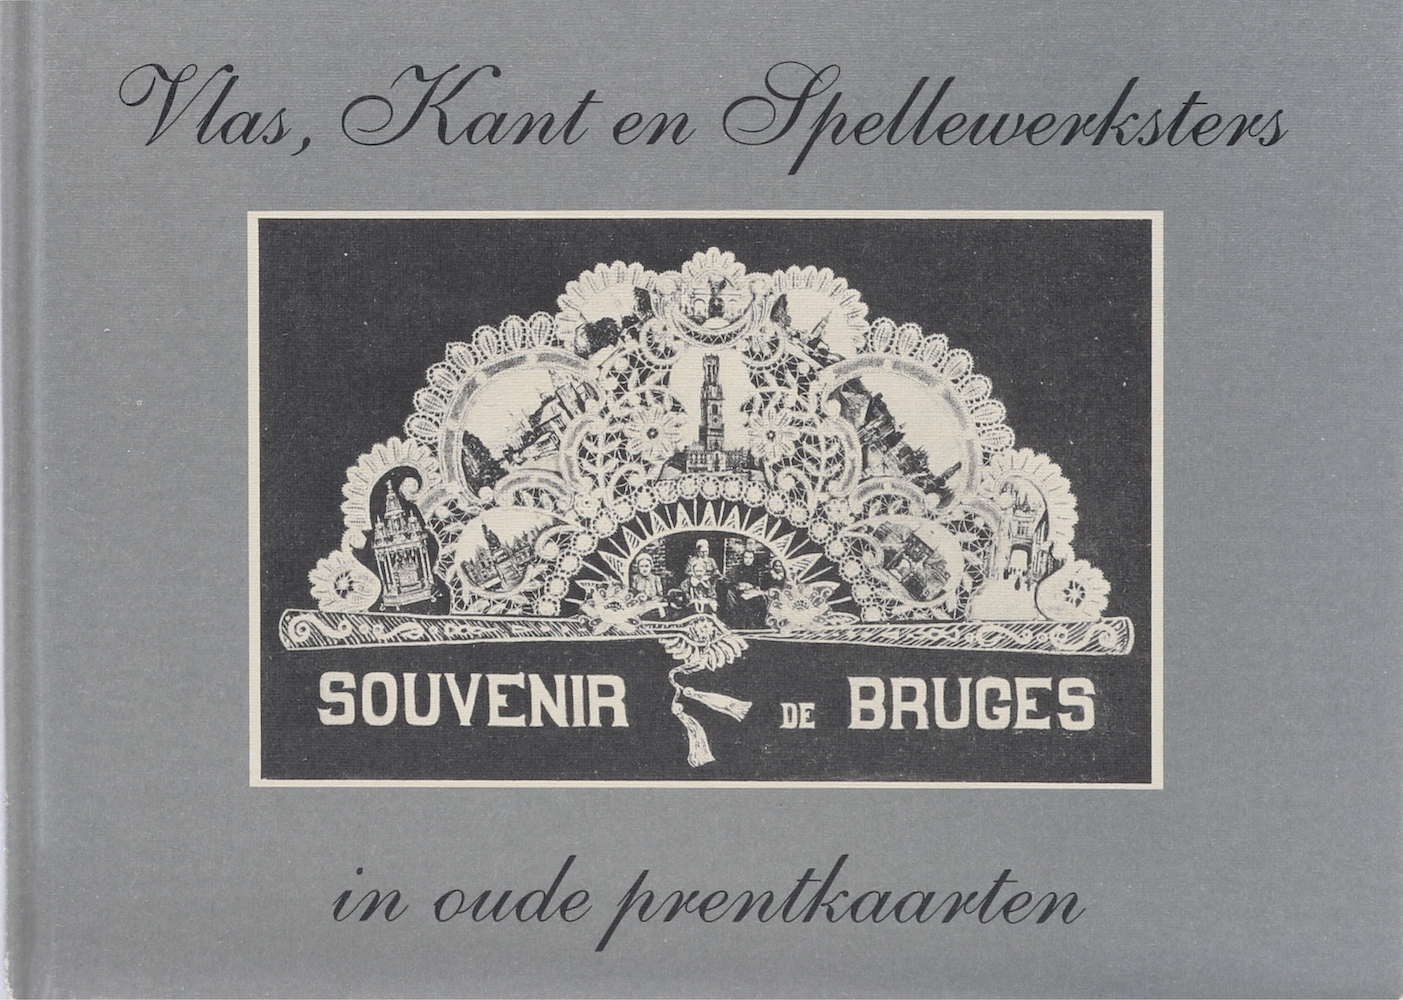 Vlas, Kant en Spellewerksters
SOUVENIR DE BRUGES
in oude prentkaarten